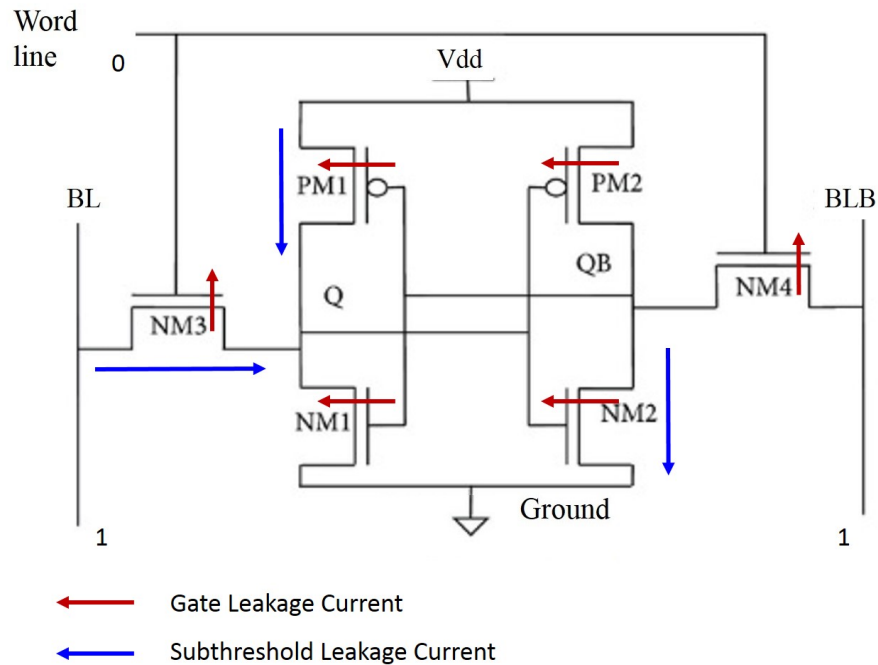 Word
line
0
Vdd
PM1
PM2
BL
BLB
Q
QB
NM3
NM4
NM1
NM2
Ground
1
1
Gate Leakage Current
Subthreshold Leakage Current